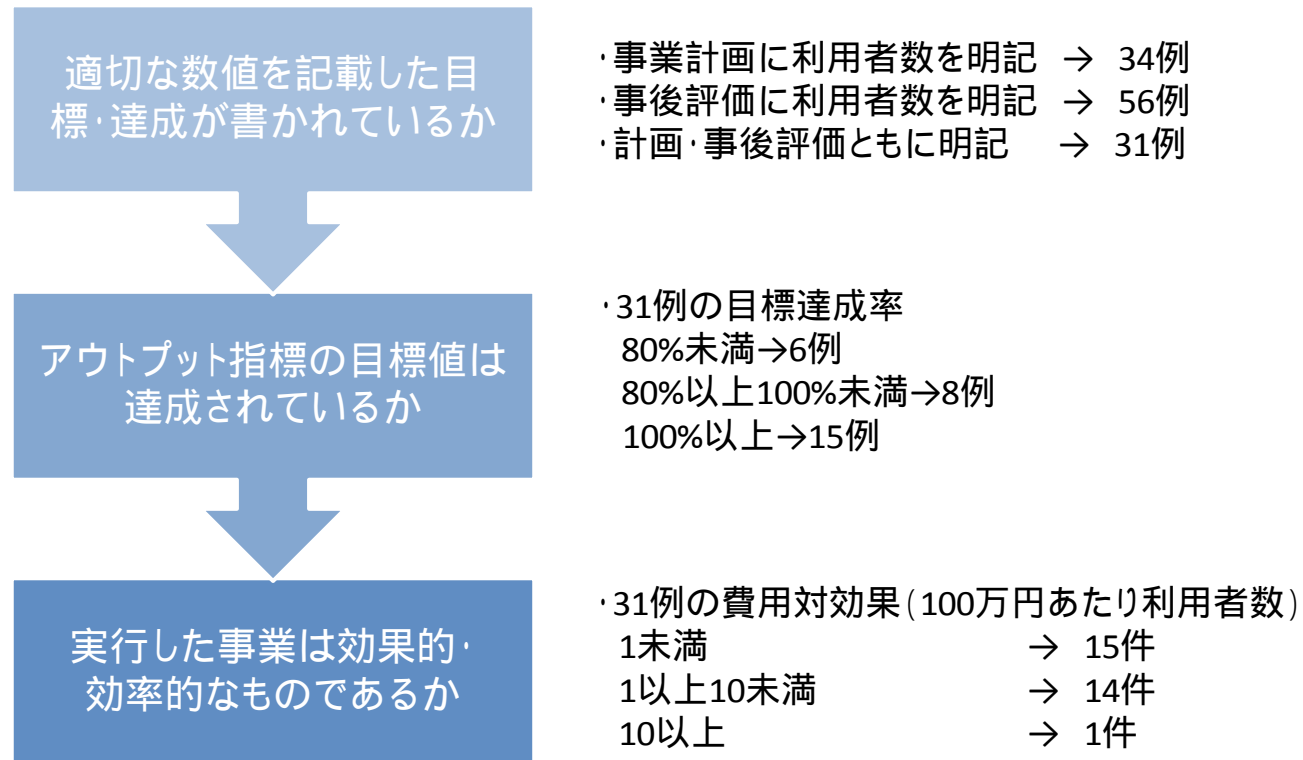 適切な数値を記載した目
標・達成が書かれているか
・事業計画に利用者数を明記 → 34例
・事後評価に利用者数を明記 → 56例
・計画・事後評価ともに明記 → 31例
アウトプット指標の目標値は
達成されているか
・31例の目標達成率
80%未満→6例
80%以上100%未満→8例
100%以上→15例
実行した事業は効果的・
効率的なものであるか
・31例の費用対効果(100万円あたり利用者数)
1未満 → 15件
1以上10未満 → 14件
10以上 → 1件